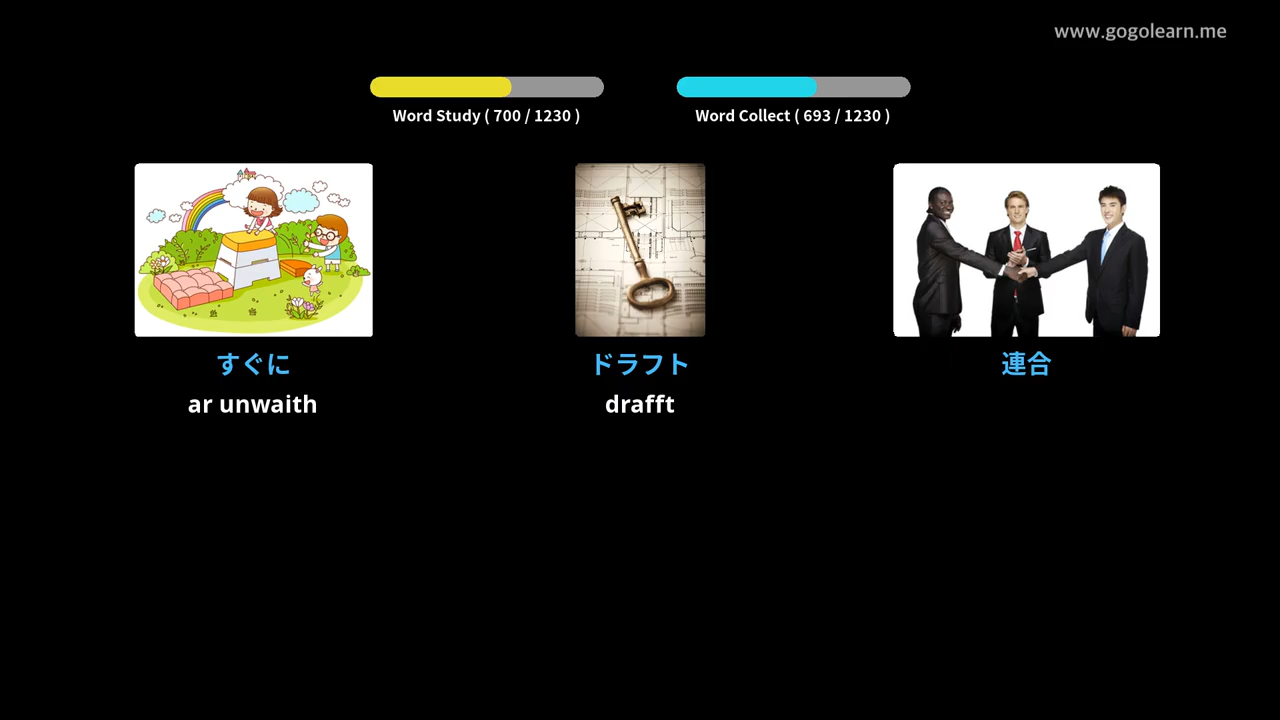 www.gogolearn.me
Word Study ( 700 / 1230 )
Word Collect ( 693 / 1230 )
すぐに
ar unwaith
ドラフト
drafft
連合